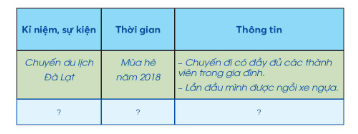 Kỉ niệm, sự kiện	Thời gian	Thông tin
Chuyến du lịch Đà Lạt	Mùa hè năm 2018	– Chuyến đi có đầy đủ các thành viên trong gia đình.
– Lần đầu mình được ngồi xe ngựa.
?	?	?